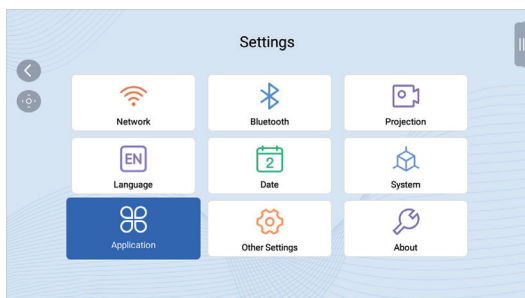 Settings
Network
Bluetooth
Projection
EN
Language
2
Date
System
Application
Other Settings
About